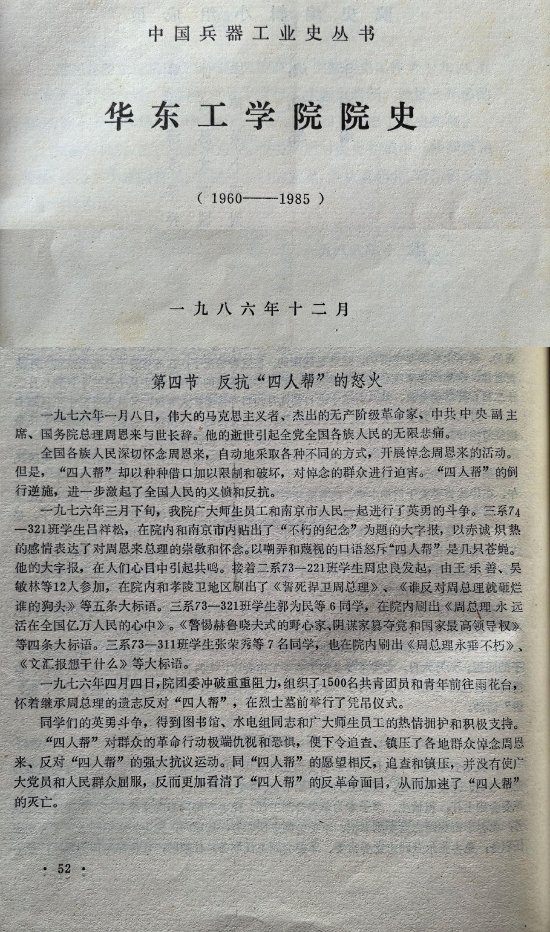 中国兵器工业史丛书
华东工学院院史
（1960——1985）
一九八六年十二月
第四节 反抗“四人帮”的怒火
一九七六年一月八日，伟大的马克思主义者、杰出的无产阶级革命家、中共中央副主
席、国务院总理周恩来与世长辞。他的逝世引起全党全国各族人民的无限悲痛。
全国各族人民深切怀念周恩来，自动地采取各种不同的方式，开展悼念周恩来的活动。
但是，“四人帮”却以种种借口加以限制和破坏，对悼念的群众进行迫害。“四人帮”的倒
行逆施，进一步激起了全国人民的义愤和反抗。
一九七六年三月下旬，我院广大师生员工和南京市人民一起进行了英勇的斗争。三系74
—321班学生吕祥松，在院内和南京市内贴出了“不朽的纪念”为题的大字报，以赤诚炽热
的感情表达了对周恩来总理的崇敬和怀念。以嘲弄和蔑视的口语怒斥“四人帮”是几只苍蝇。
他的大字报，在人们心目中引起共鸣。接着二系73—221班学生周忠良发起，由王乐善、吴
敏林等12人参加，在院内和孝陵卫地区刷出了《誓死捍卫周总理》、《谁反对周总理就砸烂
谁的狗头》等五条大标语。三系73—321班学生郭为民等6同学，在院内刷出《周总理永远
活在全国亿万人民的心中》。《警惕赫鲁晓夫式的野心家、阴谋家篡夺党和国家最高领导权》
等四条大标语。三系73—311班学生张荣秀等7名同学，也在院内刷出《周总理永垂不朽》、
《文汇报想干什么》等大标语。
一九七六年四月四日，院团委冲破重重阻力，组织了1500名共青团员和青年前往雨花台，
怀着继承周总理的遗志反对“四人帮”，在烈士墓前举行了凭吊仪式。
同学们的英勇斗争，得到图书馆、水电组同志和广大师生员工的热情拥护和积极支持。
“四人帮”对群众的革命行动极端仇视和恐惧，便下令追查、镇压了各地群众悼念周恩
来、反对“四人帮”的强大抗议运动。同“四人帮”的愿望相反，追查和镇压，并没有使广
大党员和人民群众屈服，反而更加看清了“四人帮”的反革命面目，从而加速了“四人帮”
的灭亡。
· 52 ·